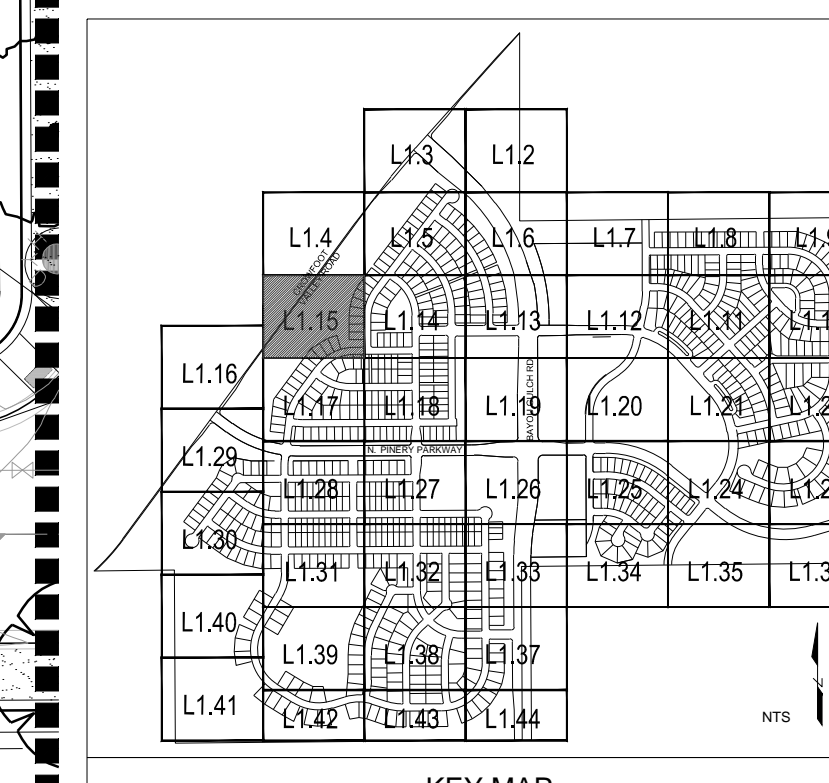 L1.3 L1.2
L1.4 L1.5 L1.6 L1.7 L1.8
CROWFOOT
VALLEY ROAD
L1.15 L1.14 L1.13 L1.12 L1.11
L1.16
L1.17 L1.18 L1.19 L1.20 L1.21
BAYOU GULCH RD
N. PINERY PARKWAY
L1.29
L1.28 L1.27 L1.26 L1.25 L1.24
L1.30
L1.31 L1.32 L1.33 L1.34 L1.35
L1.40
L1.39 L1.38 L1.37
L1.41
L1.42 L1.43 L1.44
NTS
KEY MAP